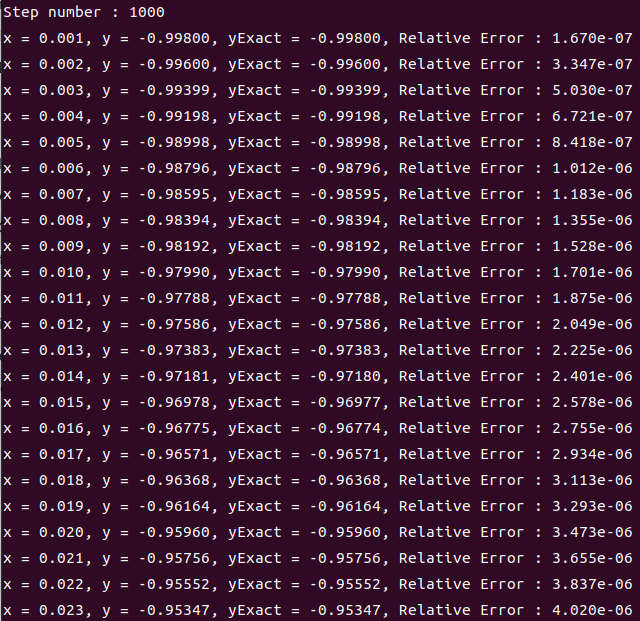 Step number : 1000
x = 0.001, y = -0.99800, yExact = -0.99800, Relative Error : 1.670e-07
x = 0.002, y = -0.99600, yExact = -0.99600, Relative Error : 3.347e-07
x = 0.003, y = -0.99399, yExact = -0.99399, Relative Error : 5.030e-07
x = 0.004, y = -0.99198, yExact = -0.99198, Relative Error : 6.721e-07
x = 0.005, y = -0.98998, yExact = -0.98998, Relative Error : 8.418e-07
x = 0.006, y = -0.98796, yExact = -0.98796, Relative Error : 1.012e-06
x = 0.007, y = -0.98595, yExact = -0.98595, Relative Error : 1.183e-06
x = 0.008, y = -0.98394, yExact = -0.98394, Relative Error : 1.355e-06
x = 0.009, y = -0.98192, yExact = -0.98192, Relative Error : 1.528e-06
x = 0.010, y = -0.97990, yExact = -0.97990, Relative Error : 1.701e-06
x = 0.011, y = -0.97788, yExact = -0.97788, Relative Error : 1.875e-06
x = 0.012, y = -0.97586, yExact = -0.97586, Relative Error : 2.049e-06
x = 0.013, y = -0.97383, yExact = -0.97383, Relative Error : 2.225e-06
x = 0.014, y = -0.97181, yExact = -0.97180, Relative Error : 2.401e-06
x = 0.015, y = -0.96978, yExact = -0.96977, Relative Error : 2.578e-06
x = 0.016, y = -0.96775, yExact = -0.96774, Relative Error : 2.755e-06
x = 0.017, y = -0.96571, yExact = -0.96571, Relative Error : 2.934e-06
x = 0.018, y = -0.96368, yExact = -0.96368, Relative Error : 3.113e-06
x = 0.019, y = -0.96164, yExact = -0.96164, Relative Error : 3.293e-06
x = 0.020, y = -0.95960, yExact = -0.95960, Relative Error : 3.473e-06
x = 0.021, y = -0.95756, yExact = -0.95756, Relative Error : 3.655e-06
x = 0.022, y = -0.95552, yExact = -0.95552, Relative Error : 3.837e-06
x = 0.023, y = -0.95347, yExact = -0.95347, Relative Error : 4.020e-06